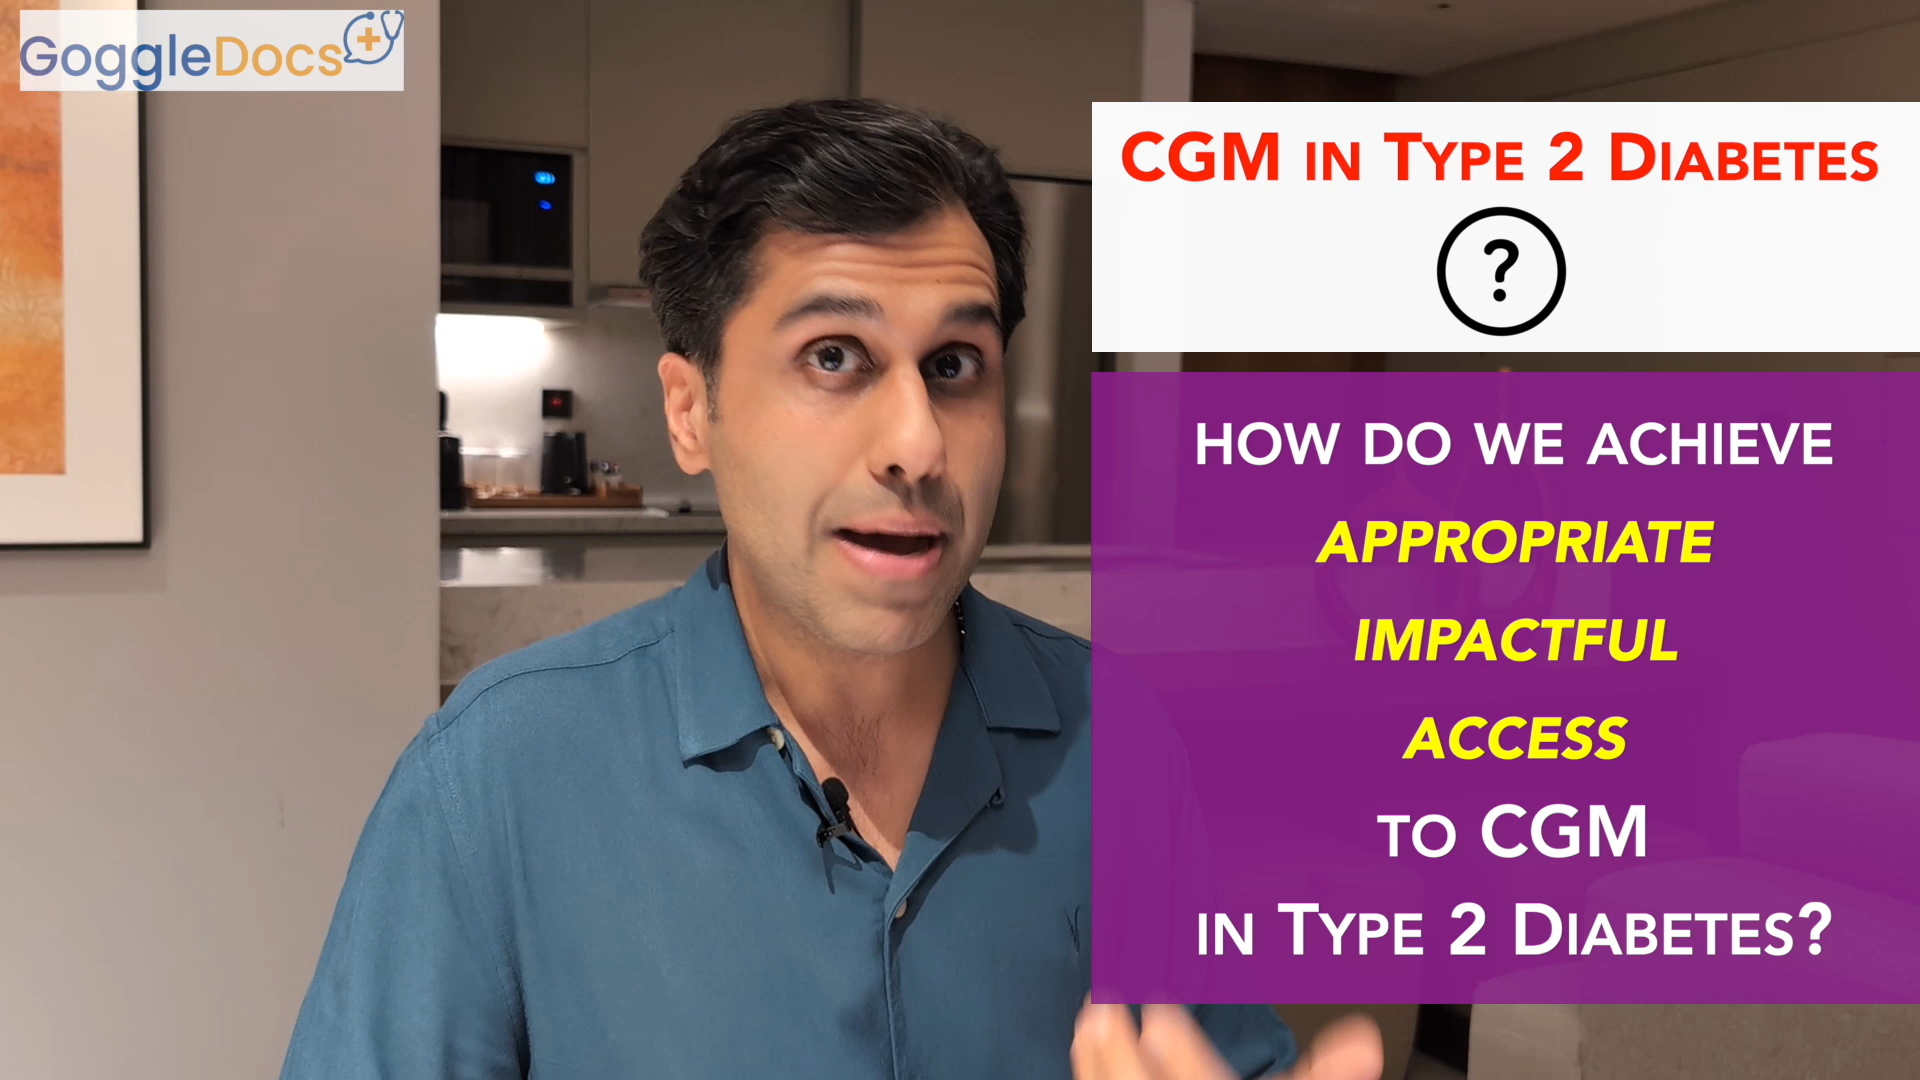 GoggleDocs
CGM in Type 2 Diabetes
?
how do we achieve
appropriate
impactful
access
to CGM
in Type 2 Diabetes?